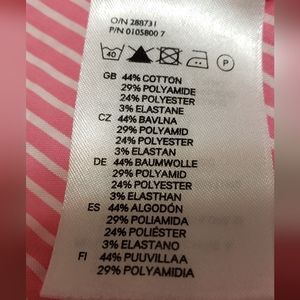 O/N 288731
P/N 0105800 7
40 P
GB 44% COTTON
29% POLYAMIDE
24% POLYESTER
3% ELASTANE
CZ 44% BAVLNA
29% POLYAMID
24% POLYESTER
3% ELASTAN
DE 44% BAUMWOLLE
29% POLYAMID
24% POLYESTER
3% ELASTHAN
ES 44% ALGODÓN
29% POLIAMIDA
24% POLIÉSTER
3% ELASTANO
FI 44% PUUVILLAA
29% POLYAMIDIA